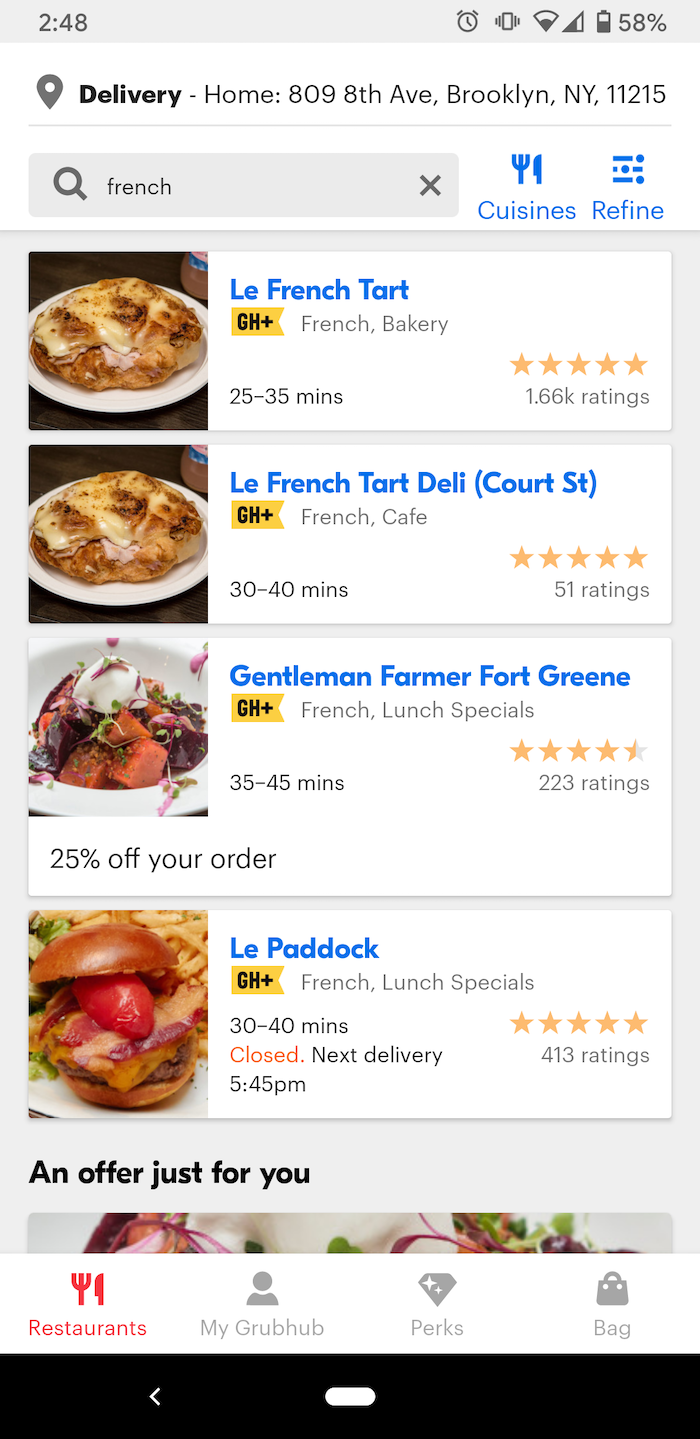 2:48
58%
Delivery - Home: 809 8th Ave, Brooklyn, NY, 11215
french
Cuisines
Refine
Le French Tart
GH+ French, Bakery
25–35 mins
1.66k ratings
Le French Tart Deli (Court St)
GH+ French, Cafe
30–40 mins
51 ratings
Gentleman Farmer Fort Greene
GH+ French, Lunch Specials
35–45 mins
223 ratings
25% off your order
Le Paddock
GH+ French, Lunch Specials
30–40 mins
Closed. Next delivery
5:45pm
413 ratings
An offer just for you
Restaurants
My Grubhub
Perks
Bag